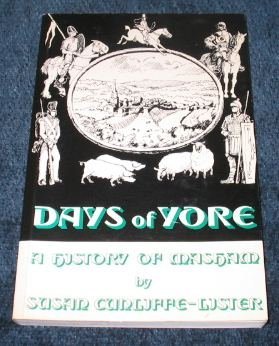 DAYS of YORE
A HISTORY OF MASHAM
by
SUSAN CUNLIFFE-LISTER